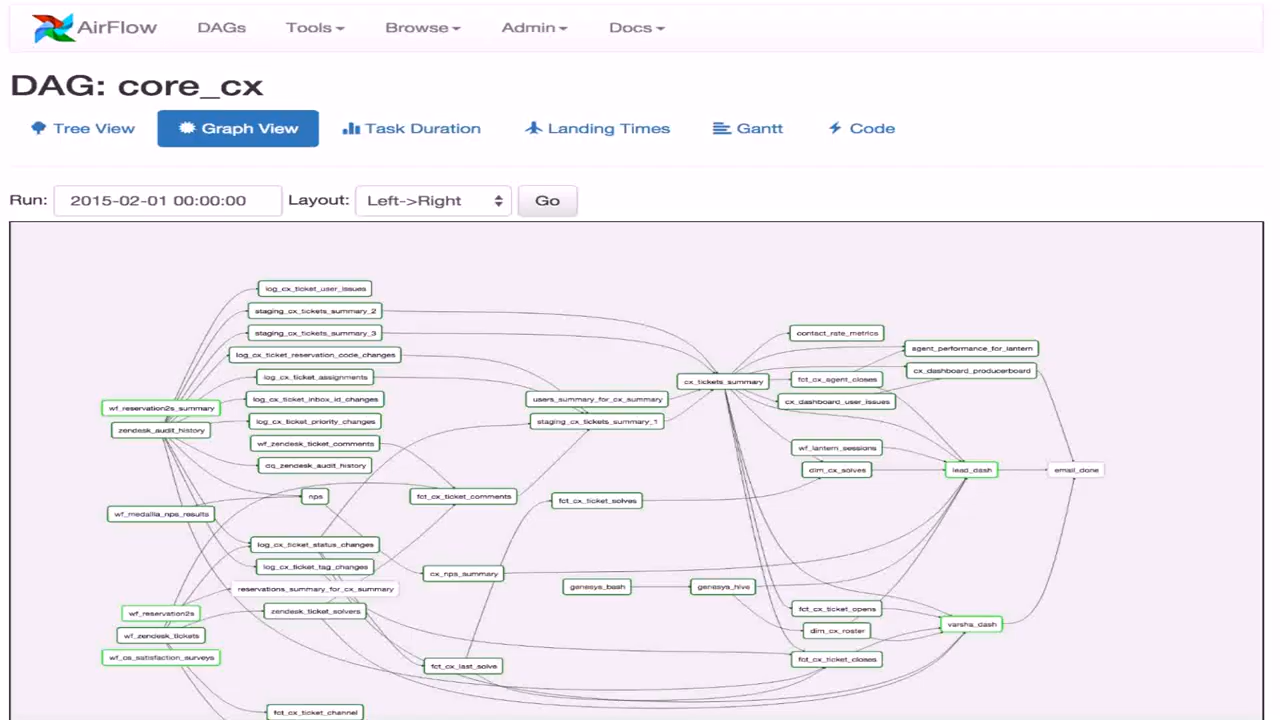 AirFlow DAGs Tools Browse Admin Docs
DAG: core_cx
Tree View Graph View Task Duration Landing Times Gantt Code
Run: 2015-02-01 00:00:00 Layout: Left->Right Go
log_cx_ticket_user_issues
staging_cx_tickets_summary_2
staging_cx_tickets_summary_3
contact_rate_metrics
log_cx_ticket_reservation_code_changes
agent_performance_for_lantern
cx_dashboard_producerboard
log_cx_ticket_assignments
cx_tickets_summary
fct_cx_agent_closes
log_cx_ticket_inbox_id_changes
users_summary_for_cx_summary
cx_dashboard_user_issues
wf_reservation2s_summary
log_cx_ticket_priority_changes
staging_cx_tickets_summary_1
zendesk_audit_history
wf_zendesk_ticket_comments
wf_lantern_sessions
dq_zendesk_audit_history
dim_cx_solves
lead_dash
email_done
nps
fct_cx_ticket_comments
fct_cx_ticket_solves
wf_medallia_nps_results
log_cx_ticket_status_changes
log_cx_ticket_tag_changes
cx_nps_summary
reservations_summary_for_cx_summary
genesys_bash
genesys_hive
wf_reservation2s
zendesk_ticket_solvers
fct_cx_ticket_opens
varsha_dash
wf_zendesk_tickets
dim_cx_roster
wf_cs_satisfaction_surveys
fct_cx_last_solve
fct_cx_ticket_closes
fct_cx_ticket_channel